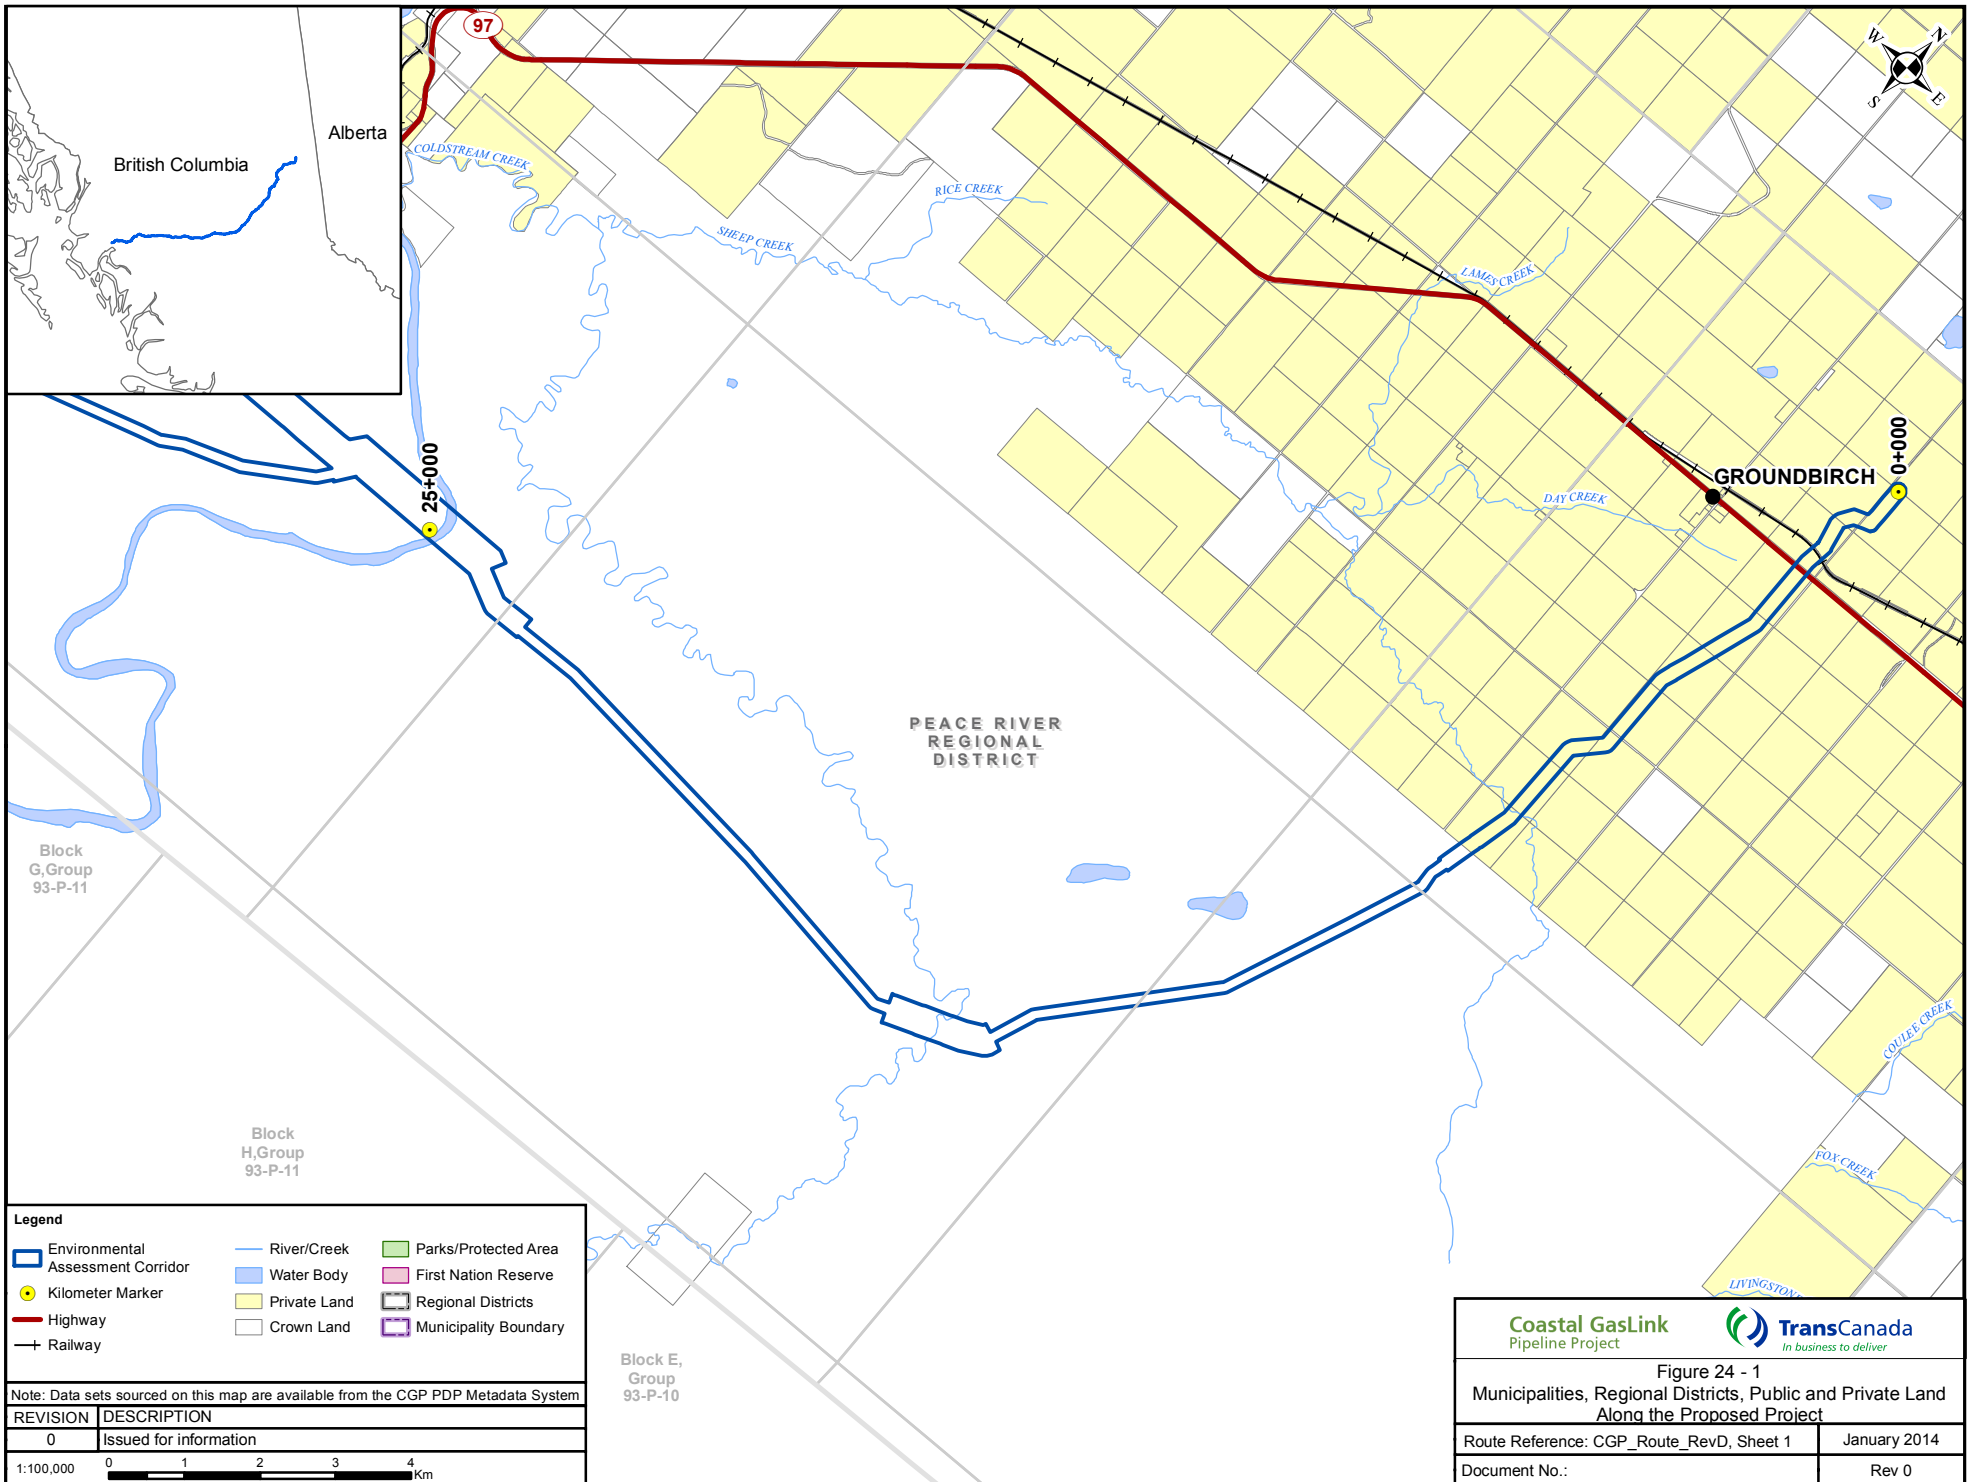 97
N
W
E
S
Alberta
British Columbia
COLDSTREAM CREEK
RICE CREEK
SHEEP CREEK
LAMES CREEK
25+000
0+000
GROUNDBIRCH
DAY CREEK
PEACE RIVER
REGIONAL
DISTRICT
Block
G,Group
93-P-11
COULEE CREEK
Block
H,Group
93-P-11
FOX CREEK
Block E,
Group
93-P-10
Legend
Environmental
Assessment Corridor
Kilometer Marker
Highway
Railway
River/Creek
Water Body
Private Land
Crown Land
Parks/Protected Area
First Nation Reserve
Regional Districts
Municipality Boundary
Note: Data sets sourced on this map are available from the CGP PDP Metadata System
REVISION DESCRIPTION
0 Issued for information
1:100,000 0 1 2 3 4 Km
Coastal GasLink
Pipeline Project
TransCanada
In business to deliver
Figure 24 - 1
Municipalities, Regional Districts, Public and Private Land
Along the Proposed Project
Route Reference: CGP_Route_RevD, Sheet 1 January 2014
Document No.: Rev 0